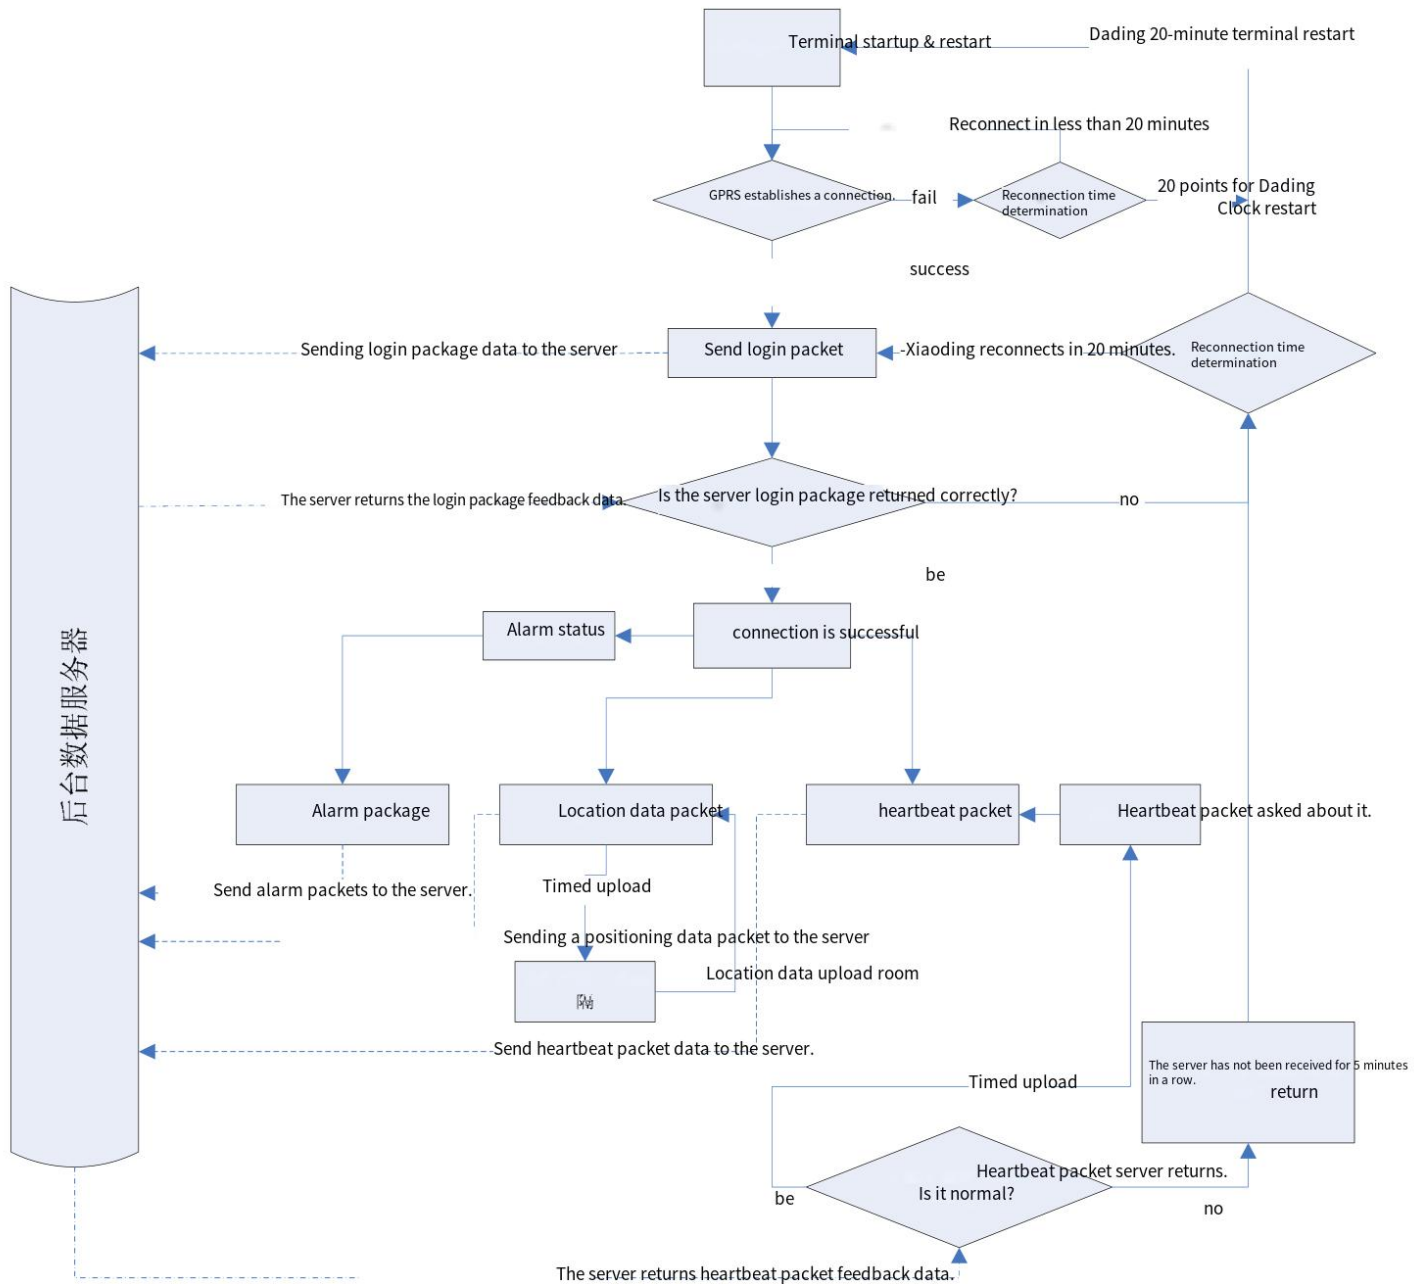 Terminal startup & restart
Dading 20-minute terminal restart
Reconnect in less than 20 minutes
GPRS establishes a connection.
fail
Reconnection time
determination
20 points for Dading
Clock restart
success
Sending login package data to the server
Send login packet
-Xiaoding reconnects in 20 minutes.
Reconnection time
determination
The server returns the login package feedback data.
Is the server login package returned correctly?
no
be
Alarm status
connection is successful
后台数据服务器
Alarm package
Location data packet
heartbeat packet
Heartbeat packet asked about it.
Send alarm packets to the server.
Timed upload
Sending a positioning data packet to the server
Location data upload room
Send heartbeat packet data to the server.
Timed upload
The server has not been received for 5 minutes
in a row.
return
Heartbeat packet server returns.
Is it normal?
be
no
The server returns heartbeat packet feedback data.